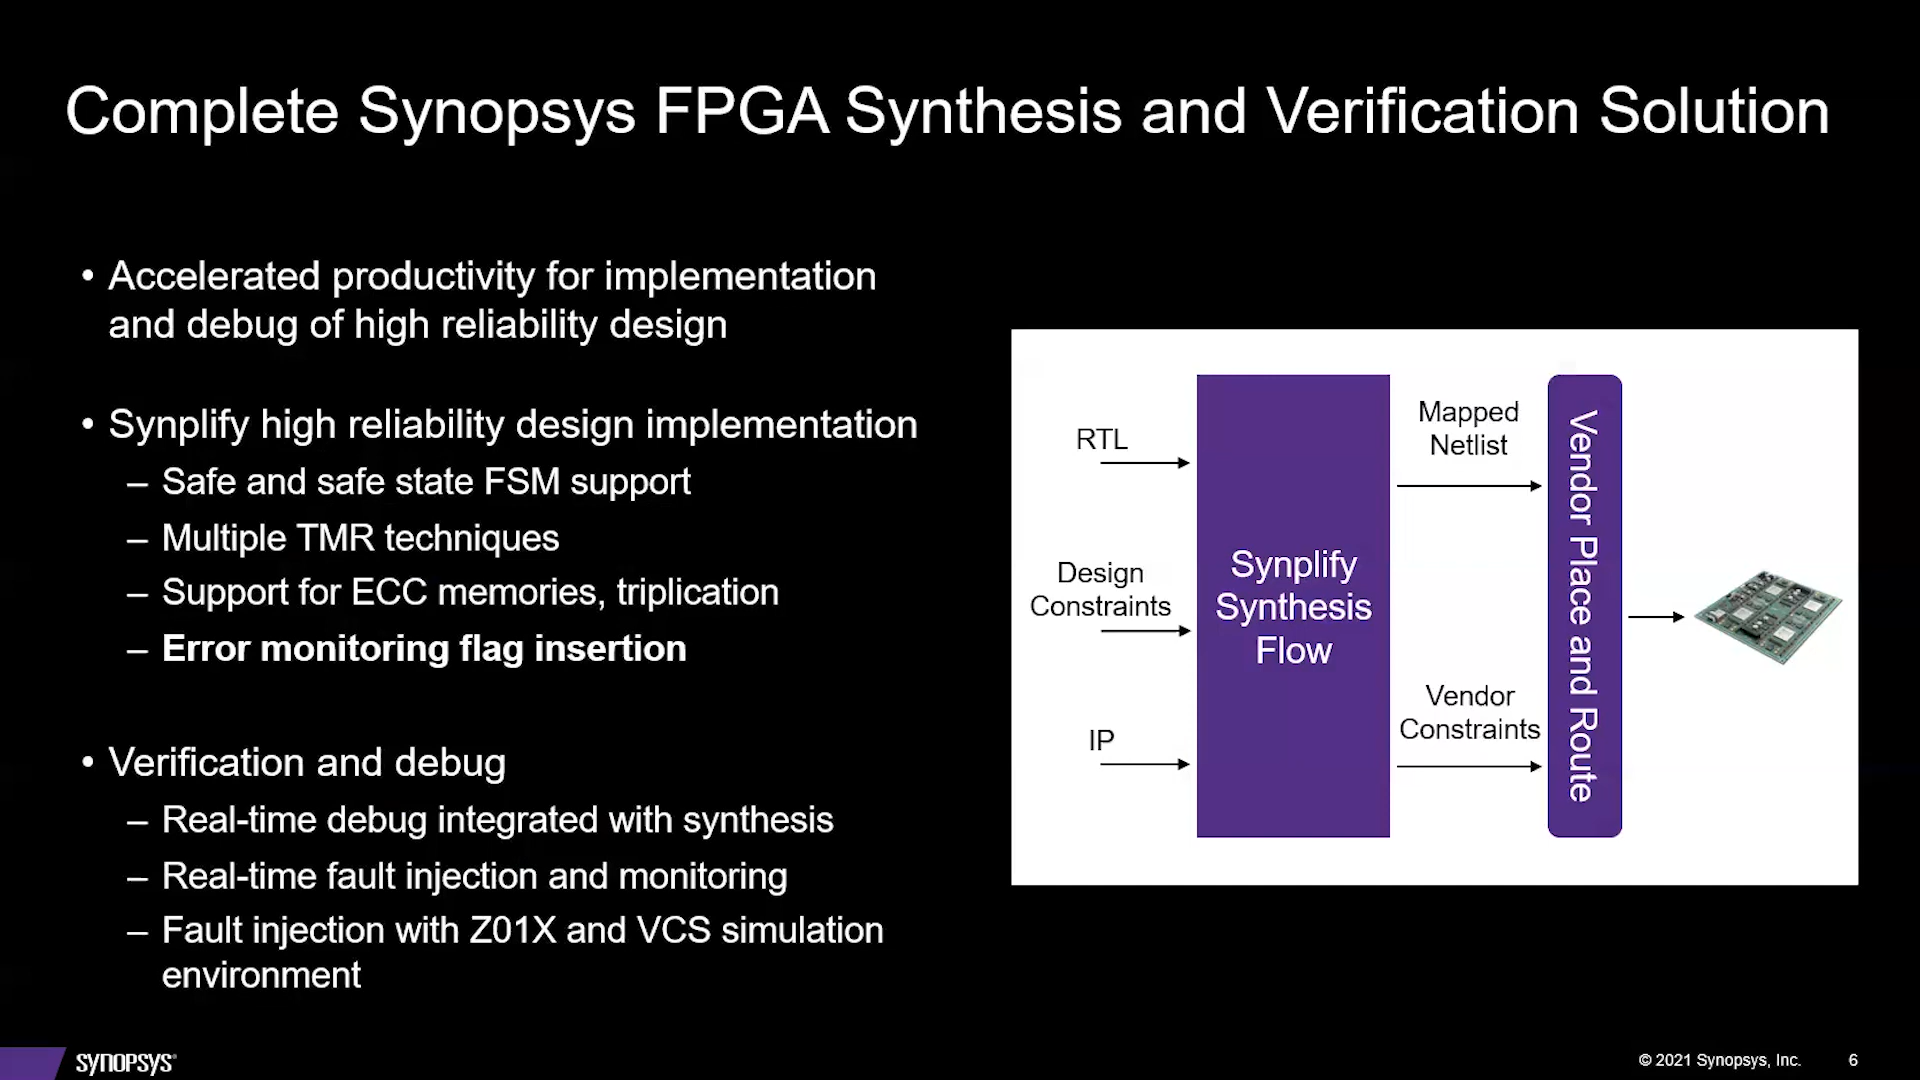 Complete Synopsys FPGA Synthesis and Verification Solution
• Accelerated productivity for implementation
and debug of high reliability design
• Synplify high reliability design implementation
– Safe and safe state FSM support
– Multiple TMR techniques
– Support for ECC memories, triplication
– Error monitoring flag insertion
• Verification and debug
– Real-time debug integrated with synthesis
– Real-time fault injection and monitoring
– Fault injection with Z01X and VCS simulation
environment
RTL
Design
Constraints
IP
Synplify
Synthesis
Flow
Mapped
Netlist
Vendor
Constraints
Vendor Place and Route
SYNOPSYS®
© 2021 Synopsys, Inc.
6